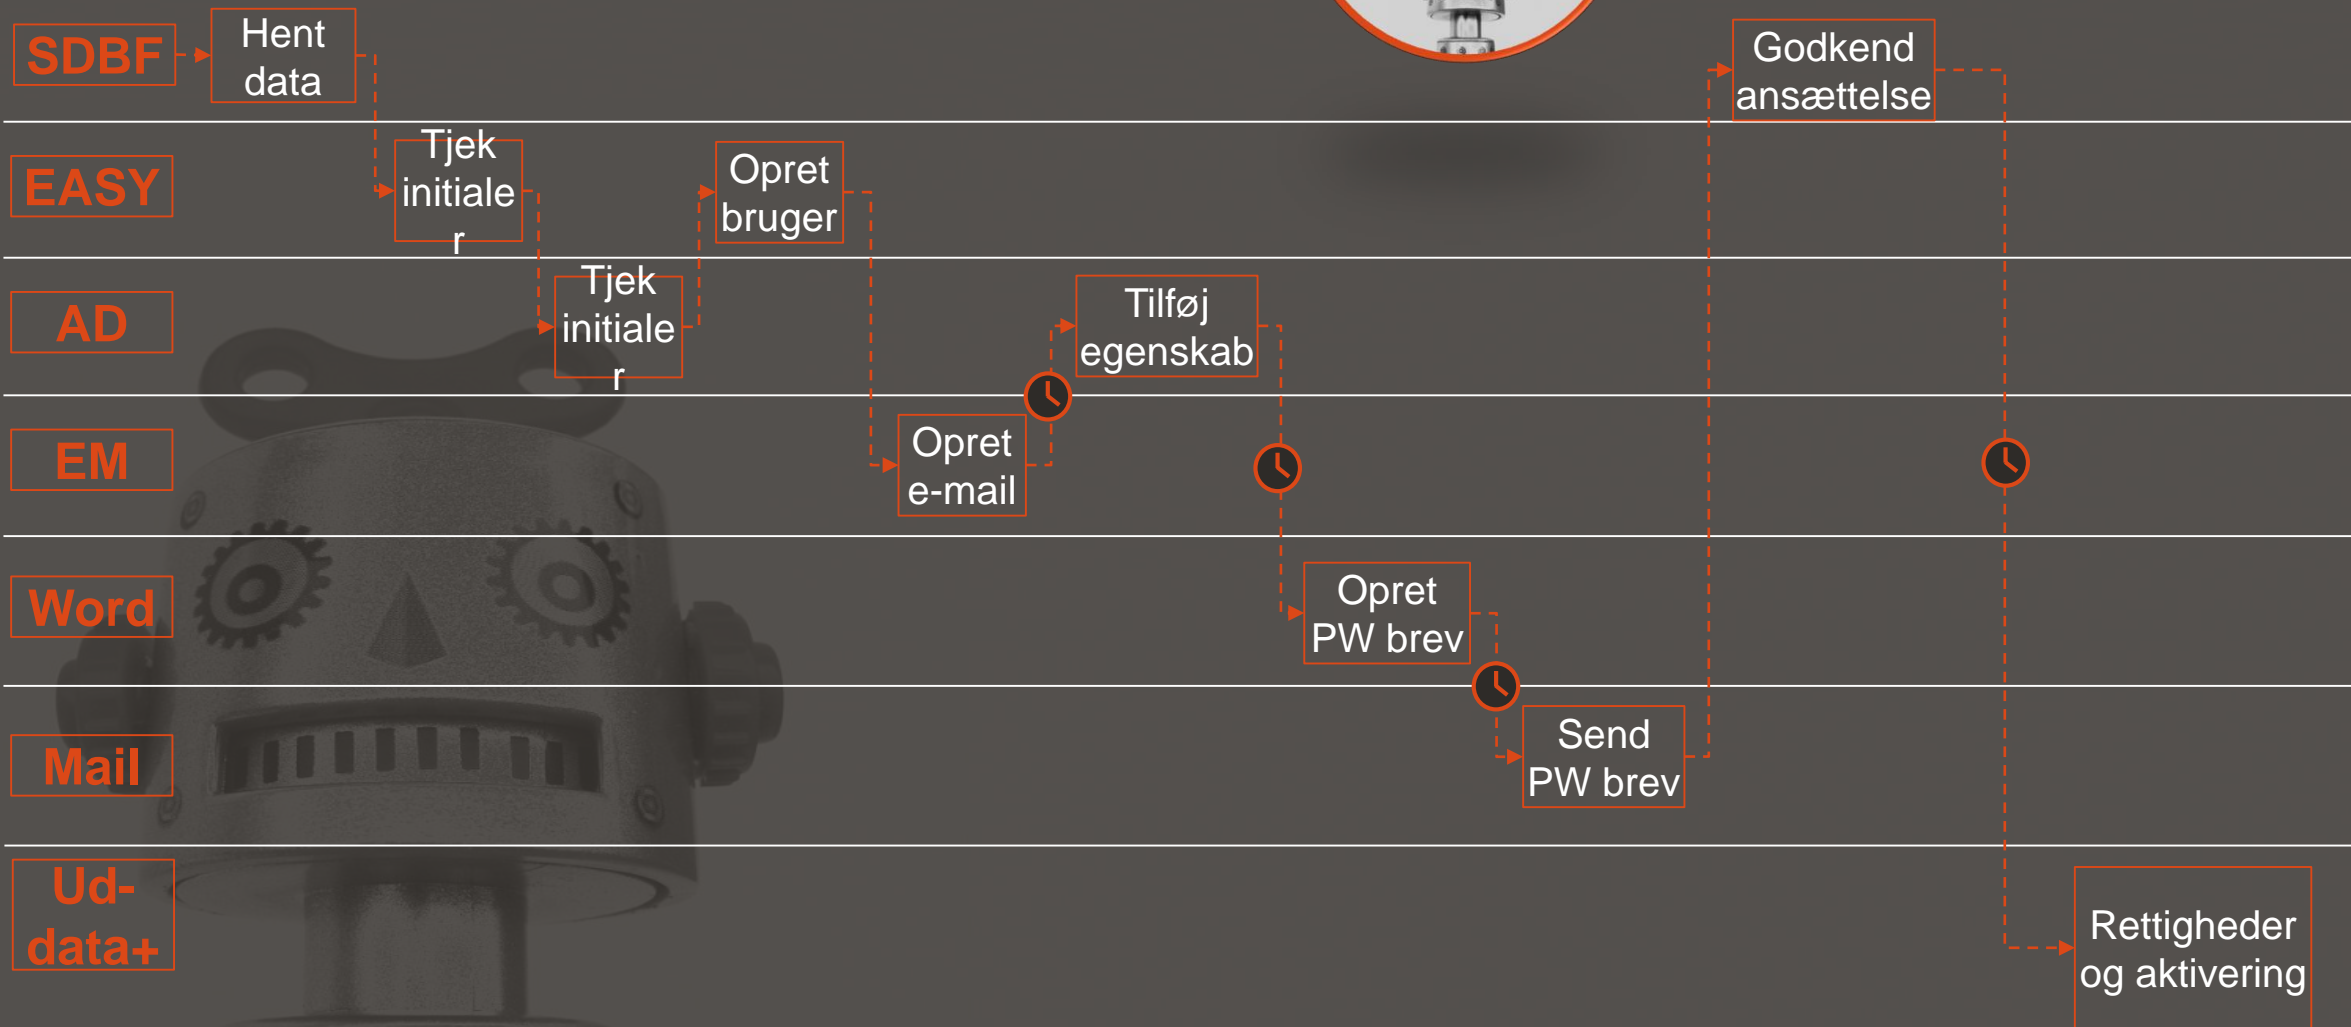 SDBF
Hent
data
Godkend
ansættelse
EASY
Tjek
initiale
r
Opret
bruger
AD
Tjek
initiale
r
Tilføj
egenskab
EM
Opret
e-mail
Word
Opret
PW brev
Mail
Send
PW brev
Ud-
data+
Rettigheder
og aktivering